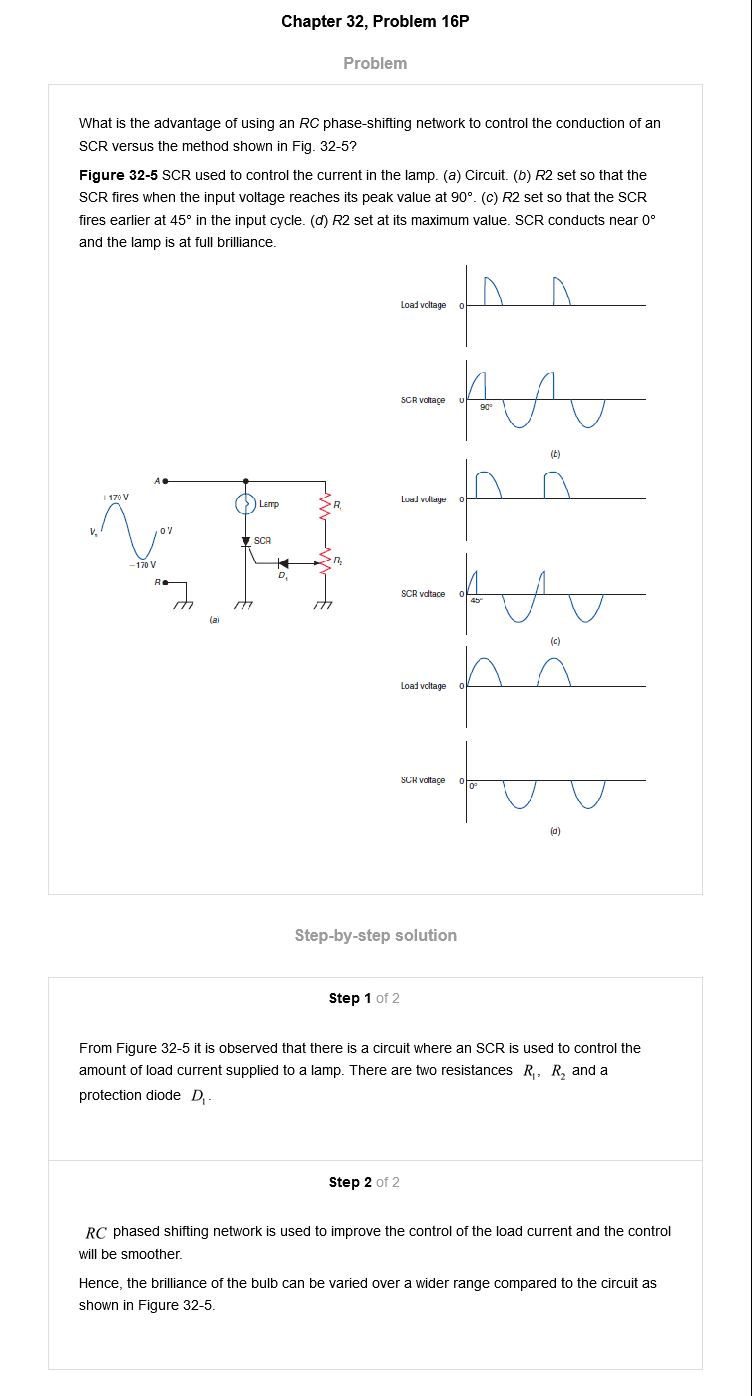 Chapter 32, Problem 16P
Problem
What is the advantage of using an RC phase-shifting network to control the conduction of an
SCR versus the method shown in Fig. 32-5?
Figure 32-5 SCR used to control the current in the lamp. (a) Circuit. (b) R2 set so that the
SCR fires when the input voltage reaches its peak value at 90°. (c) R2 set so that the SCR
fires earlier at 45° in the input cycle. (d) R2 set at its maximum value. SCR conducts near 0°
and the lamp is at full brilliance.
Load voltage 0
SCR voltage 0
90°
(b)
Load voltage 0
SCR voltage 0
45°
(c)
Load voltage 0
SCR voltage 0
0°
(d)
A
+170 V
Lamp
R₁
0 V
SCR
−170 V
R₂
D₁
(a)
Step-by-step solution
Step 1 of 2
From Figure 32-5 it is observed that there is a circuit where an SCR is used to control the
amount of load current supplied to a lamp. There are two resistances R₁, R₂ and a
protection diode D₁.
Step 2 of 2
RC phased shifting network is used to improve the control of the load current and the control
will be smoother.
Hence, the brilliance of the bulb can be varied over a wider range compared to the circuit as
shown in Figure 32-5.